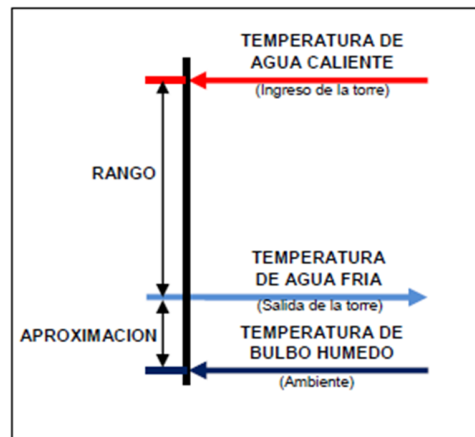 TEMPERATURA DE
AGUA CALIENTE
(Ingreso de la torre)
RANGO
TEMPERATURA
DE AGUA FRIA
(Salida de la torre)
APROXIMACION
TEMPERATURA DE
BULBO HUMEDO
(Ambiente)